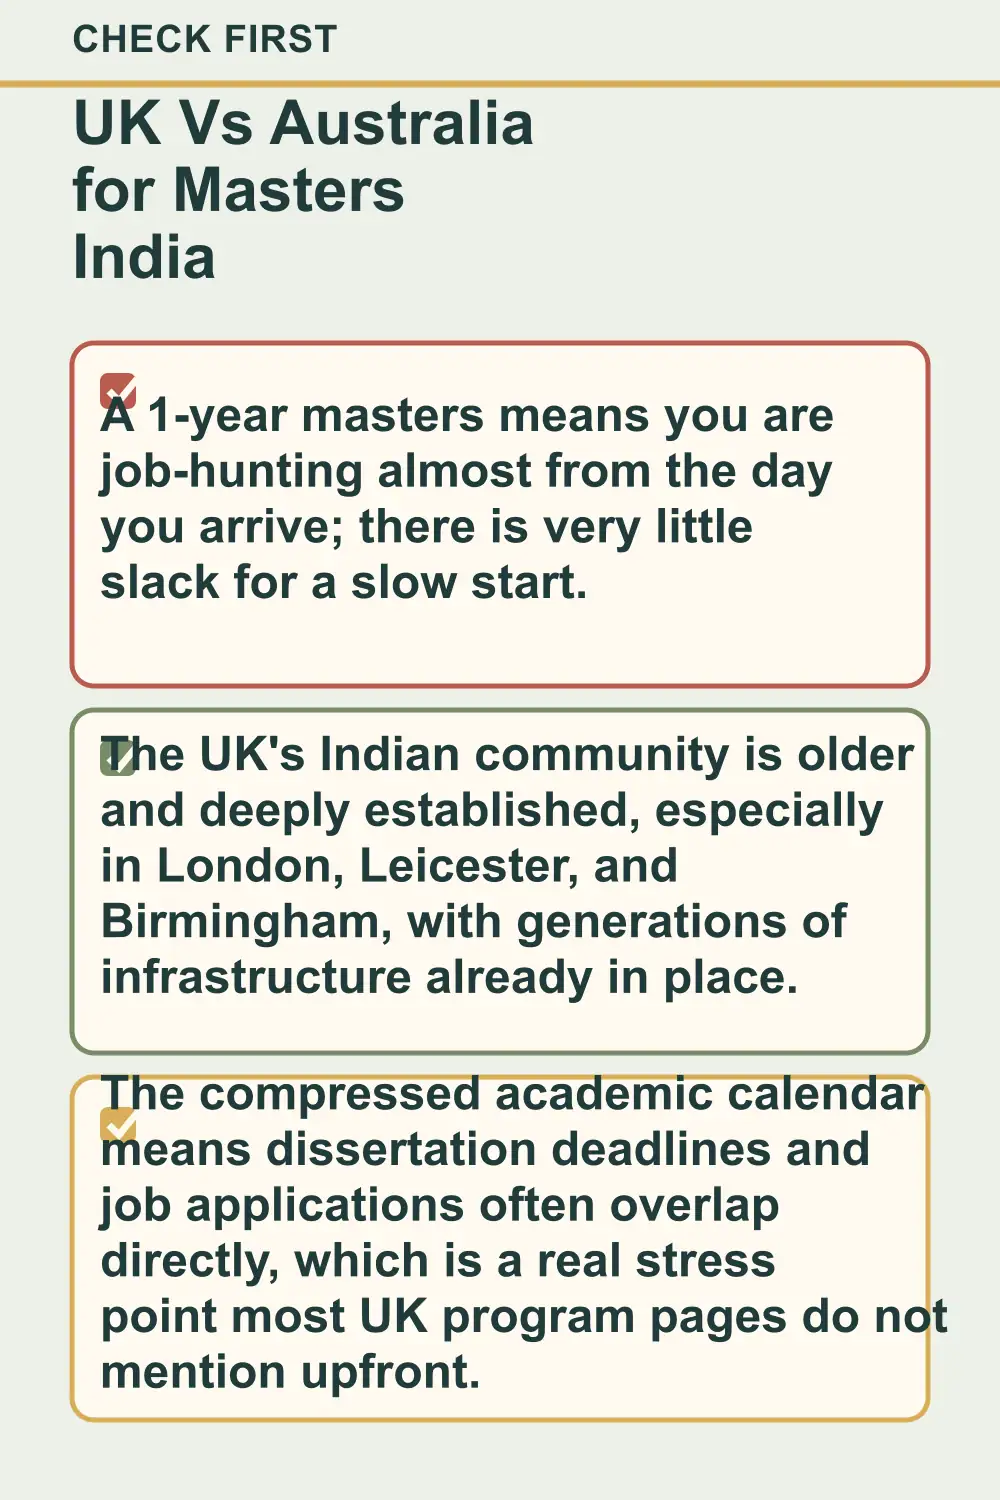 CHECK FIRST
UK Vs Australia
for Masters
India
A 1-year masters means you are
job-hunting almost from the day
you arrive; there is very little
slack for a slow start.
The UK's Indian community is older
and deeply established, especially
in London, Leicester, and
Birmingham, with generations of
infrastructure already in place.
The compressed academic calendar
means dissertation deadlines and
job applications often overlap
directly, which is a real stress
point most UK program pages do not
mention upfront.